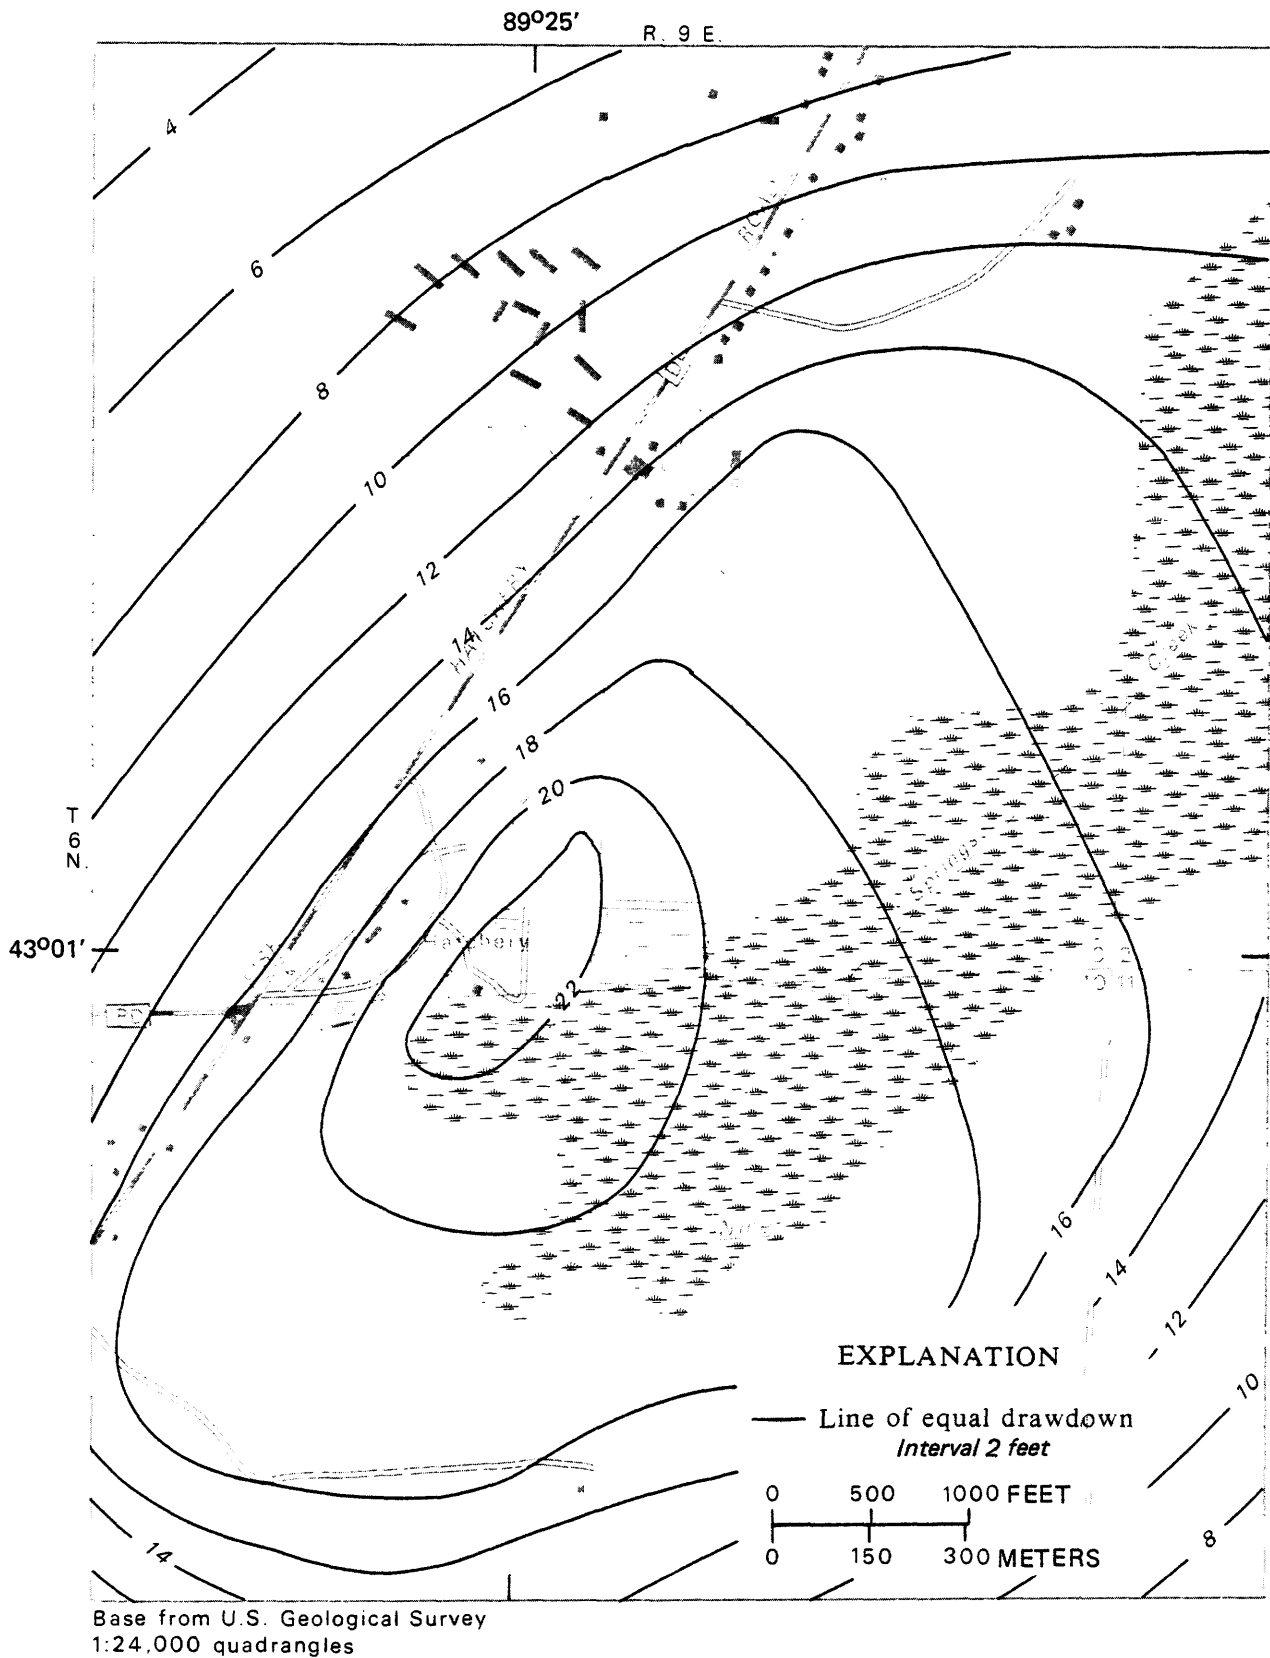 89°25'
R. 9 E.
4
6
8
10
12
14
16
18
20
22
T
6
N.
43°01'
PD
Hatchery
Springs
Creek
16
14
12
10
8
14
EXPLANATION
Line of equal drawdown
Interval 2 feet
0 500 1000 FEET
0 150 300 METERS
Base from U.S. Geological Survey
1:24,000 quadrangles